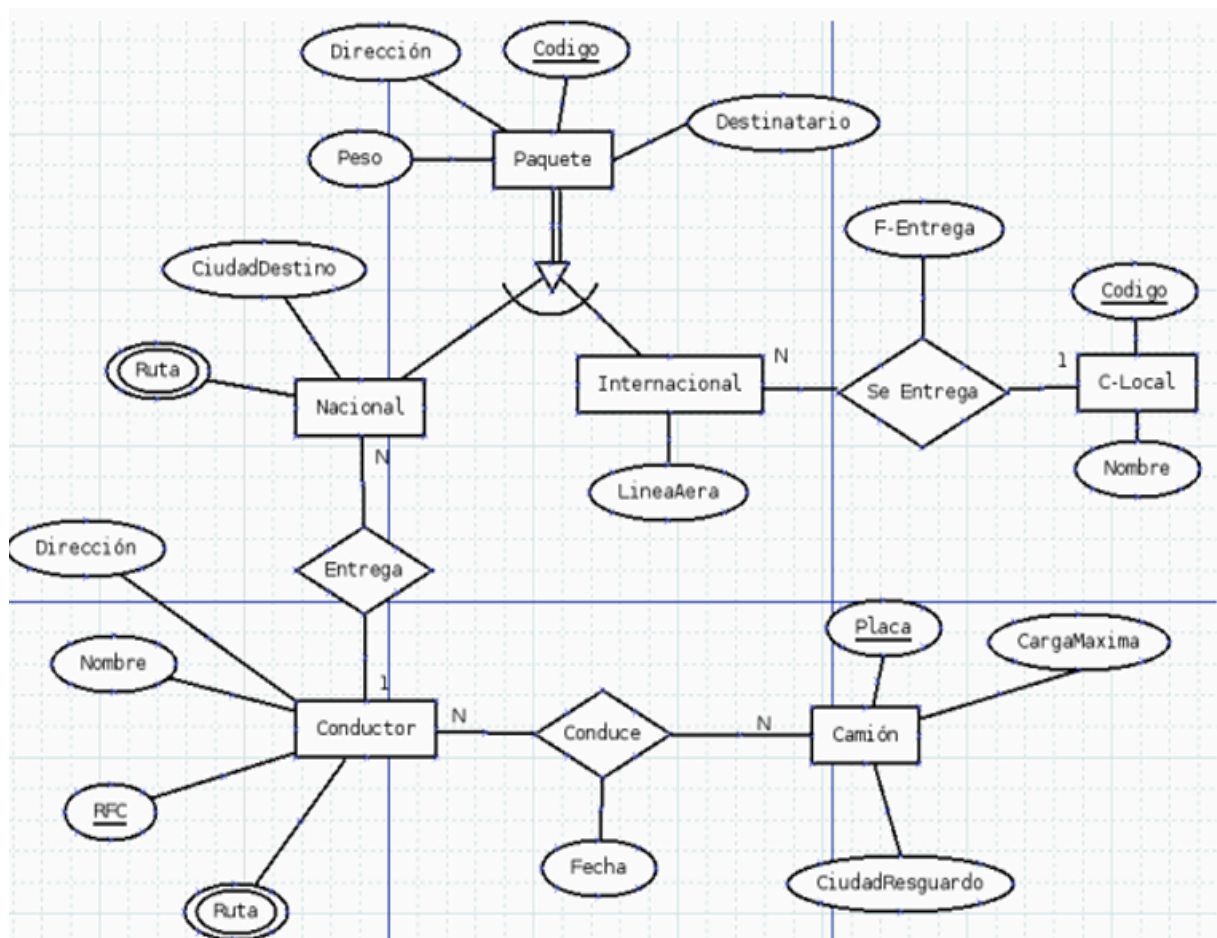 Dirección
Codigo
Destinatario
Peso
Paquete
F-Entrega
CiudadDestino
Codigo
Ruta
Nacional
Internacional
N
Se Entrega
1
C-Local
N
LineaAera
Nombre
Dirección
Entrega
Placa
CargaMaxima
Nombre
1
Conductor
N
Conduce
N
Camión
RFC
Fecha
CiudadResguardo
Ruta